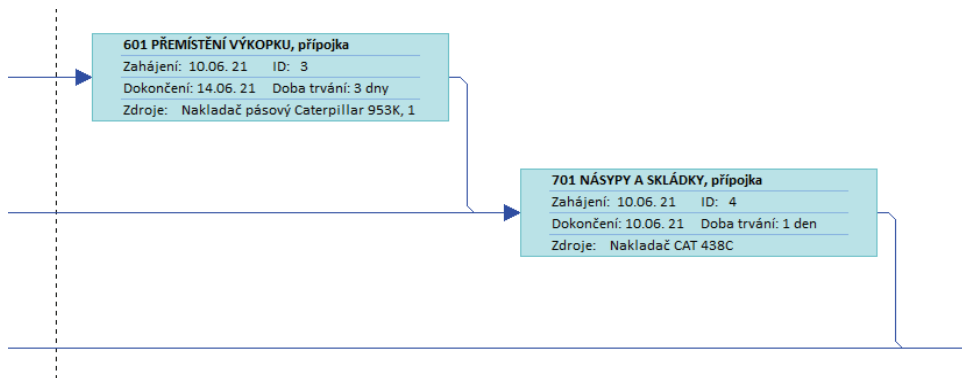 601 PŘEMÍSTĚNÍ VÝKOPKU, přípojka
Zahájení: 10.06. 21 ID: 3
Dokončení: 14.06. 21 Doba trvání: 3 dny
Zdroje: Nakladač pásový Caterpillar 953K, 1
701 NÁSYPY A SKLÁDKY, přípojka
Zahájení: 10.06. 21 ID: 4
Dokončení: 10.06. 21 Doba trvání: 1 den
Zdroje: Nakladač CAT 438C